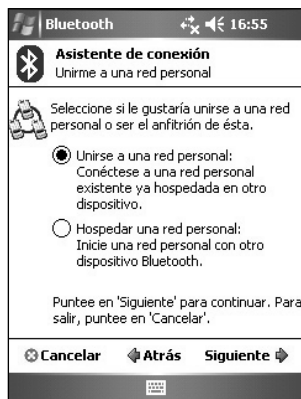 Bluetooth 16:55
Asistente de conexión
Unirme a una red personal
Seleccione si le gustaría unirse a una red
personal o ser el anfitrión de ésta.
Unirse a una red personal:
Conéctese a una red personal
existente ya hospedada en otro
dispositivo.
Hospedar una red personal:
Inicie una red personal con otro
dispositivo Bluetooth.
Puntee en 'Siguiente' para continuar. Para
salir, puntee en 'Cancelar'.
Cancelar Atrás Siguiente